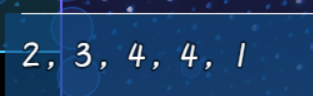 2, 3, 4, 4, 1